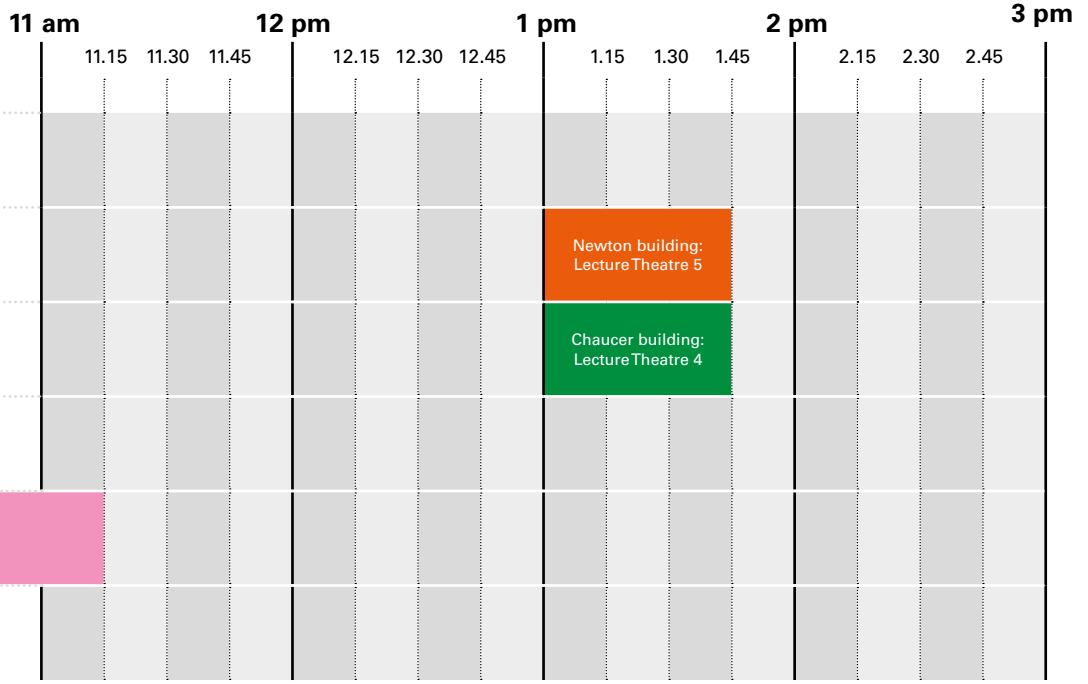 11 am 12 pm 1 pm 2 pm 3 pm
11.15 11.30 11.45 12.15 12.30 12.45 1.15 1.30 1.45 2.15 2.30 2.45
Newton building:
Lecture Theatre 5
Chaucer building:
Lecture Theatre 4